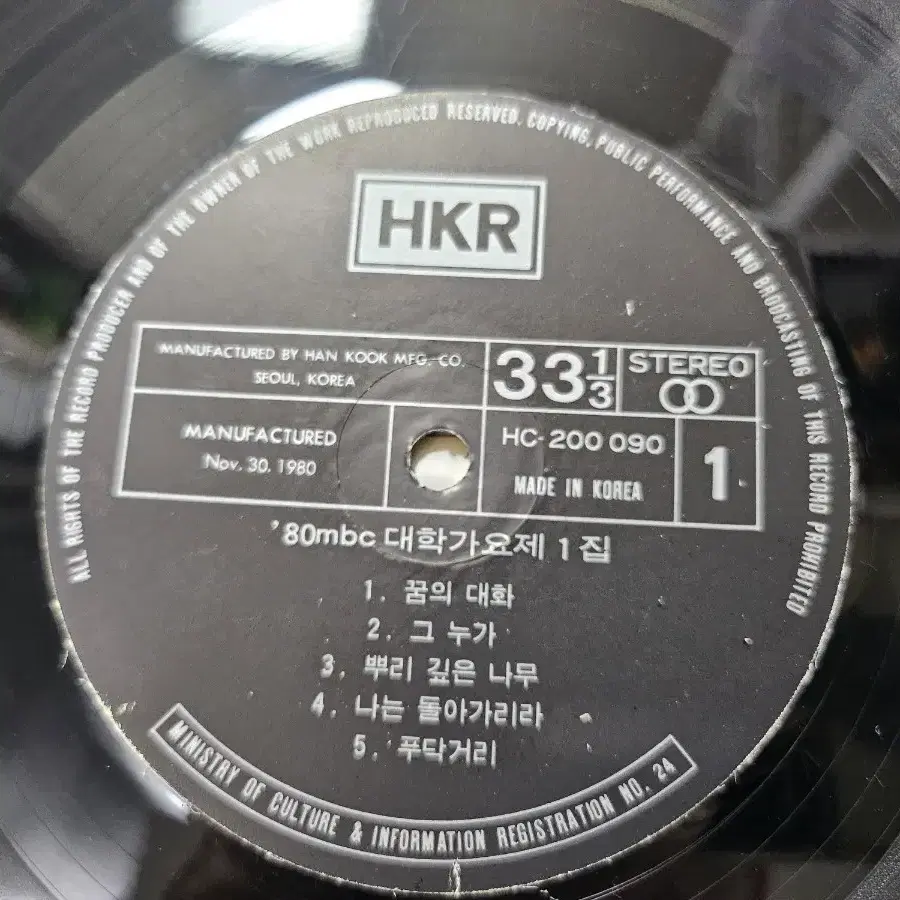 ALL RIGHTS OF THE RECORD PRODUCER AND OF THE OWNER OF THE WORK REPRODUCED RESERVED. COPYING, PUBLIC PERFORMANCE AND BRODCASTING OF THIS RECORD PROHIBITED
HKR
MANUFACTURED BY HAN KOOK MFG. CO.
SEOUL, KOREA
33 1/3
STEREO
MANUFACTURED
Nov. 30. 1980
HC-200 090
MADE IN KOREA
1
'80mbc 대학가요제 1 집
1. 꿈의 대화
2. 그 누가
3. 뿌리 깊은 나무
4. 나는 돌아가리라
5. 푸닥거리
MINISTRY OF CULTURE & INFORMATION REGISTRATION NO. 24